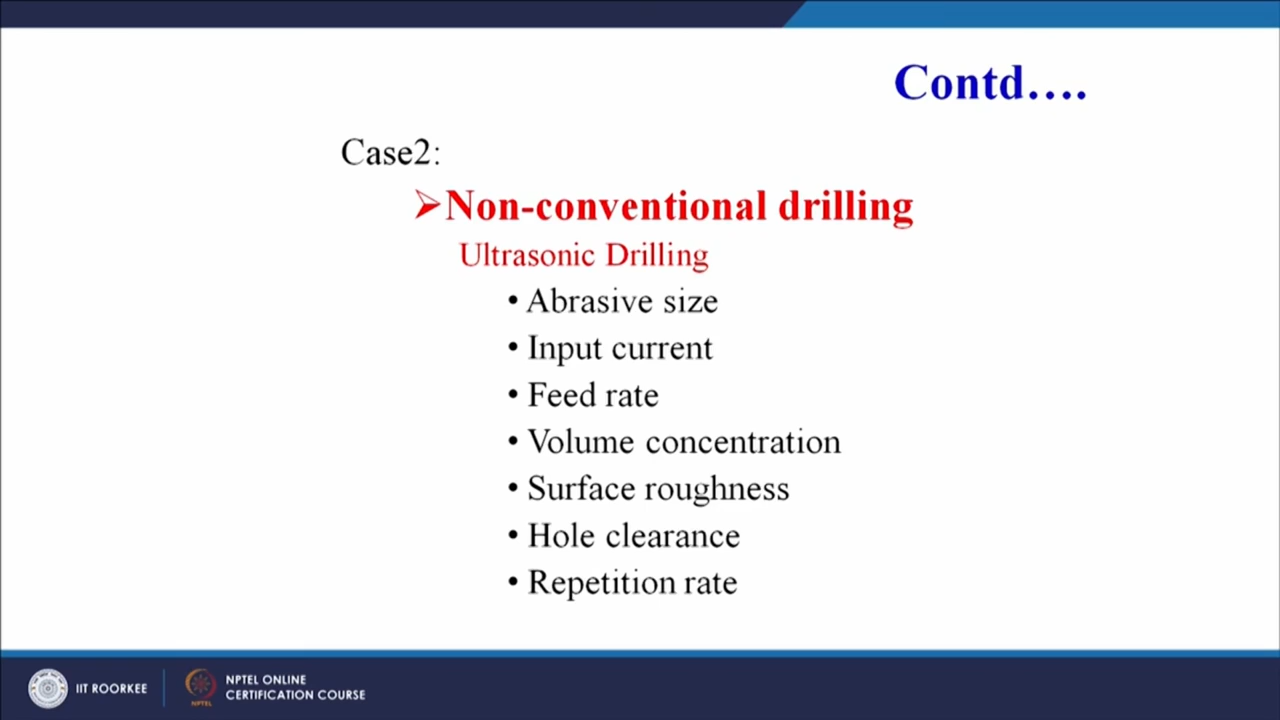 Contd….
Case2:
➢Non-conventional drilling
Ultrasonic Drilling
• Abrasive size
• Input current
• Feed rate
• Volume concentration
• Surface roughness
• Hole clearance
• Repetition rate
IIT ROORKEE
NPTEL
NPTEL ONLINE
CERTIFICATION COURSE